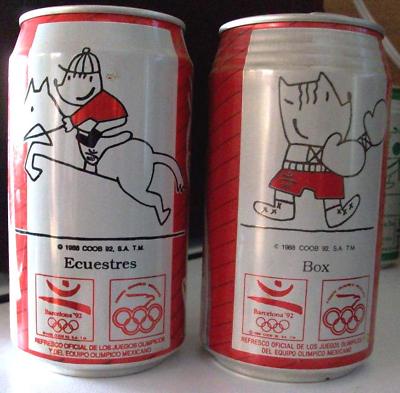 © 1988 COOB 92, S.A. T.M.
Ecuestres
Barcelona '92
REFRESCO OFICIAL DE LOS JUEGOS OLIMPICOS
Y DEL EQUIPO OLIMPICO MEXICANO
© 1988 COOB 92, S.A. T.M.
Box
Barcelona '92
REFRESCO OFICIAL DE LOS JUEGOS OLIMPICOS Y
DEL EQUIPO OLIMPICO MEXICANO